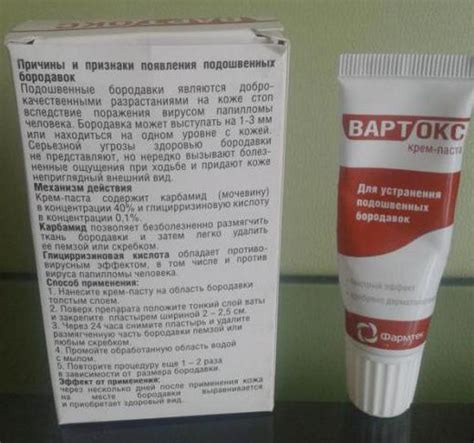 ВАРТОКС
Причины и признаки появления подошвенных
бородавок
Подошвенные бородавки являются добро-
качественными разрастаниями на коже стоп
вследствие поражения вирусом папилломы
человека. Бородавка может выступать на 1-3 мм
или находиться на одном уровне с кожей.
Серьезной угрозы здоровью бородавки
не представляют, но нередко вызывают болез-
ненные ощущения при ходьбе и придают коже
неприглядный внешний вид.
Механизм действия
Крем-паста содержит карбамид (мочевину)
в концентрации 40% и глицирризиновую кислоту
в концентрации 0,1%.
Карбамид позволяет безболезненно размягчить
ткань бородавки и затем легко удалить
ее пемзой или скребком.
Глицирризиновая кислота обладает противо-
вирусным эффектом, в том числе и против
вируса папилломы человека.
Способ применения:
1. Нанесите крем-пасту на область бородавки
толстым слоем.
2. Поверх препарата положите тонкий слой ваты
и закрепите пластырем шириной 2 – 2,5 см.
3. Через 24 часа снимите пластырь и удалите
размягченную часть бородавки пемзой или
любым скребком.
4. Промойте обработанную область водой
с мылом.
5. Повторите процедуру еще 1 – 2 раза
в зависимости от размера бородавки.
Эффект от применения:
через несколько дней после применения кожа
на месте бородавки выравнивается
и приобретает здоровый вид.
ВАРТОКС
крем-паста
Для устранения
подошвенных
бородавок
быстрый эффект
одобрено
Фармтек